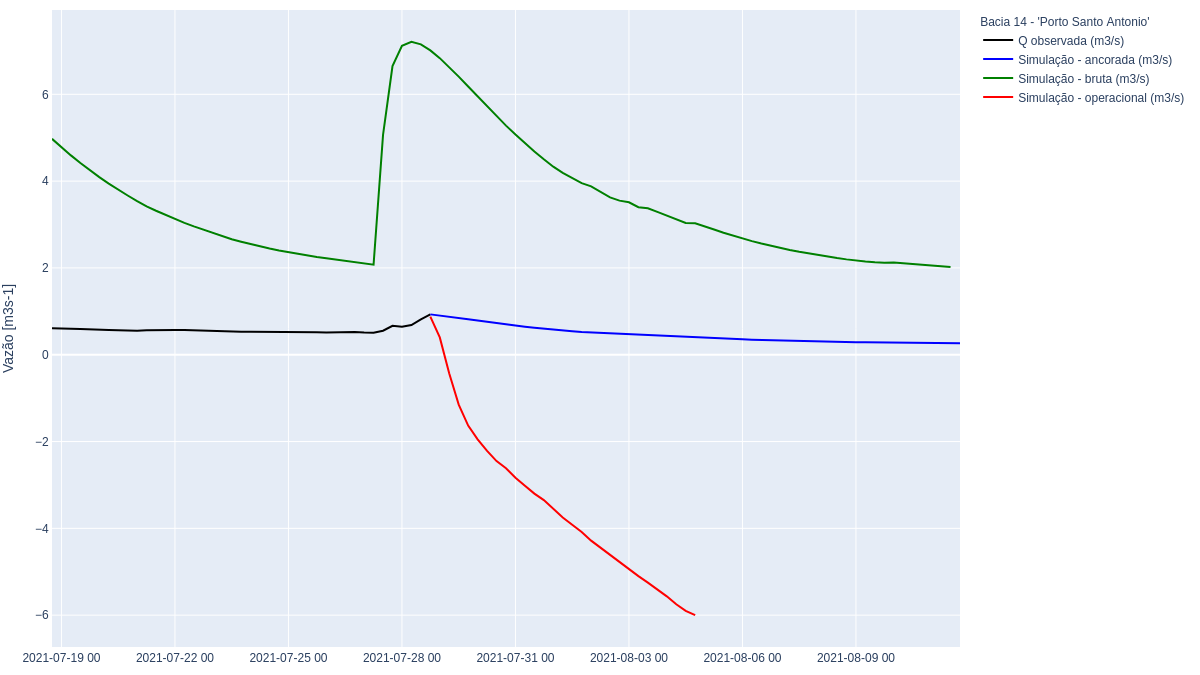 Bacia 14 - 'Porto Santo Antonio'
Q observada (m3/s)
Simulação - ancorada (m3/s)
Simulação - bruta (m3/s)
Simulação - operacional (m3/s)
Vazão [m3s-1]
6
4
2
0
−2
−4
−6
2021-07-19 00
2021-07-22 00
2021-07-25 00
2021-07-28 00
2021-07-31 00
2021-08-03 00
2021-08-06 00
2021-08-09 00